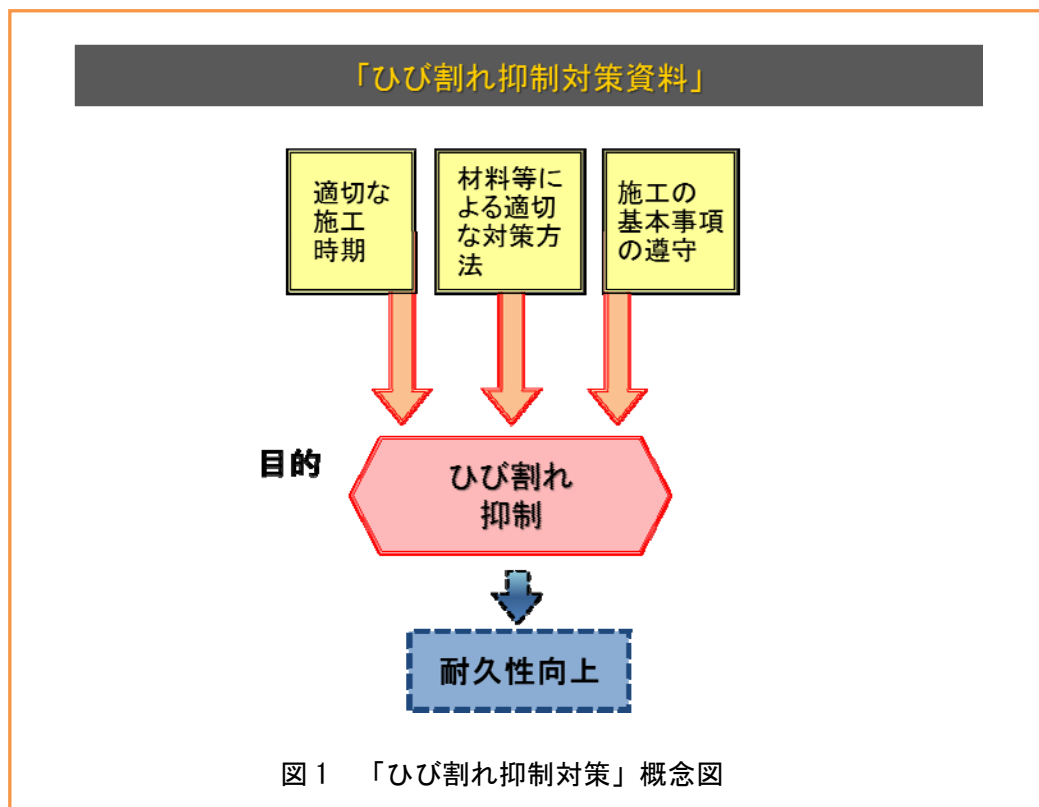 「ひび割れ抑制対策資料」
適切な
施工
時期
材料等に
よる適切
な対策方
法
施工の
基本事項
の遵守
目的
ひび割れ
抑制
耐久性向上
図1 「ひび割れ抑制対策」概念図